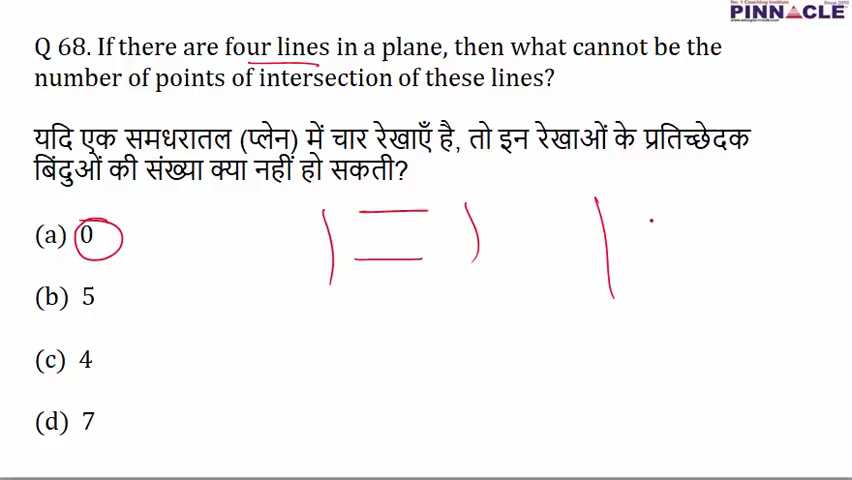 PINNACLE
Q 68. If there are four lines in a plane, then what cannot be the
number of points of intersection of these lines?
यदि एक समधरातल (प्लेन) में चार रेखाएँ है, तो इन रेखाओं के प्रतिच्छेदक
बिंदुओं की संख्या क्या नहीं हो सकती?
(a) 0
(b) 5
(c) 4
(d) 7